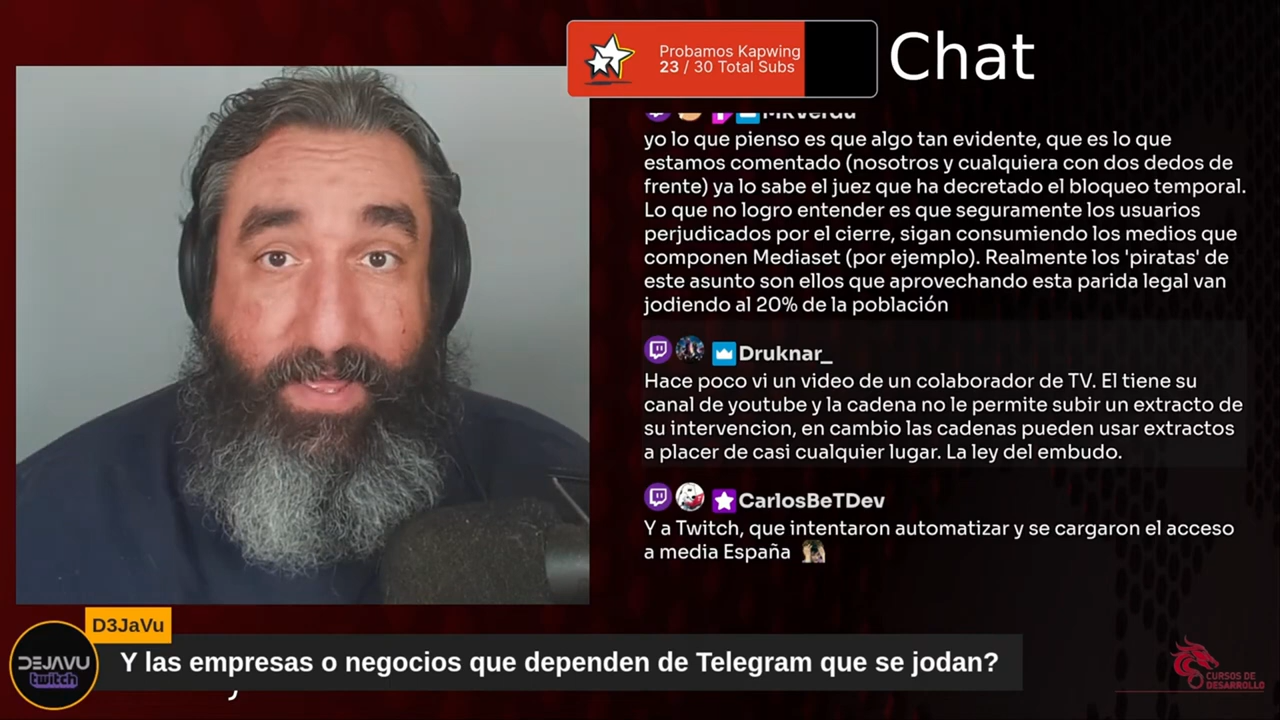 Probamos Kapwing
23 / 30 Total Subs
Chat
MkVerdu
yo lo que pienso es que algo tan evidente, que es lo que
estamos comentado (nosotros y cualquiera con dos dedos de
frente) ya lo sabe el juez que ha decretado el bloqueo temporal.
Lo que no logro entender es que seguramente los usuarios
perjudicados por el cierre, sigan consumiendo los medios que
componen Mediaset (por ejemplo). Realmente los 'piratas' de
este asunto son ellos que aprovechando esta parida legal van
jodiendo al 20% de la población
Druknar_
Hace poco vi un video de un colaborador de TV. El tiene su
canal de youtube y la cadena no le permite subir un extracto de
su intervencion, en cambio las cadenas pueden usar extractos
a placer de casi cualquier lugar. La ley del embudo.
CarlosBeTDev
Y a Twitch, que intentaron automatizar y se cargaron el acceso
a media España
D3JaVu
DEJAVU
twitch
Y las empresas o negocios que dependen de Telegram que se jodan?
CURSOS DE
DESARROLLO